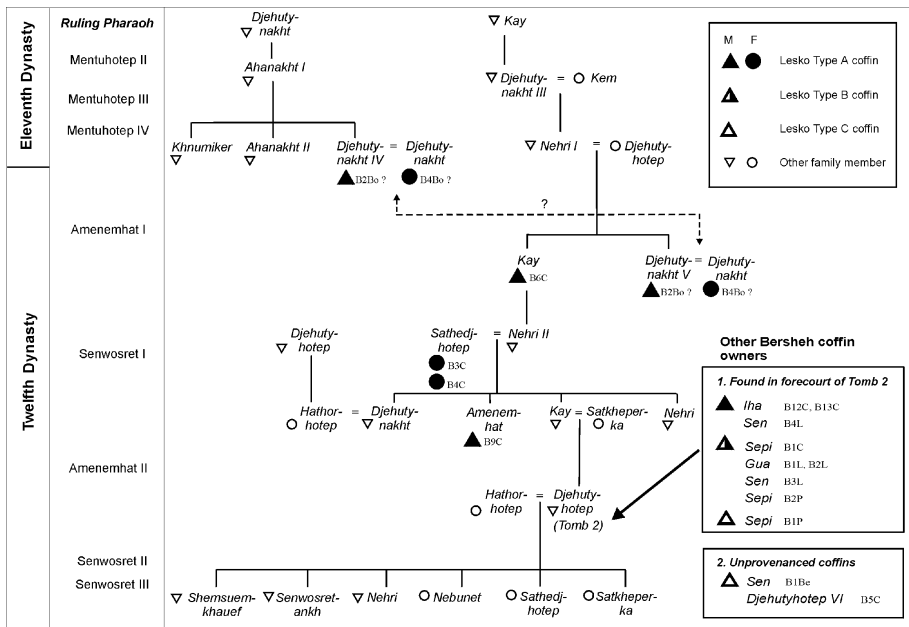 Ruling Pharaoh
Eleventh Dynasty
Twelfth Dynasty
Mentuhotep II
Mentuhotep III
Mentuhotep IV
Amenemhat I
Senwosret I
Amenemhat II
Senwosret II
Senwosret III
Djehuty-
nakht
Kay
Ahanakht I
Djehuty- = Kem
nakht III
Khnumiker
Ahanakht II
Djehuty- = Djehuty-
nakht IV nakht
B2Bo ? B4Bo ?
Nehri I = Djehuty-
hotep
?
Kay
B6C
Djehuty- = Djehuty-
nakht V nakht
B2Bo ? B4Bo ?
Djehuty-
hotep
Sathedj- = Nehri II
hotep
B3C
B4C
Hathor- = Djehuty-
hotep nakht
Amenem-
hat
B9C
Kay = Satkheper-
ka
Nehri
Hathor- = Djehuty-
hotep hotep
(Tomb 2)
Shemsuem-
khauef
Senwosret-
ankh
Nehri
Nebunet
Sathedj-
hotep
Satkheper-
ka
M F
Lesko Type A coffin
Lesko Type B coffin
Lesko Type C coffin
Other family member
Other Bersheh coffin
owners
1. Found in forecourt of Tomb 2
Iha B12C, B13C
Sen B4L
Sepi B1C
Gua B1L, B2L
Sen B3L
Sepi B2P
Sepi B1P
2. Unprovenanced coffins
Sen B1Be
Djehutyhotep VI B5C